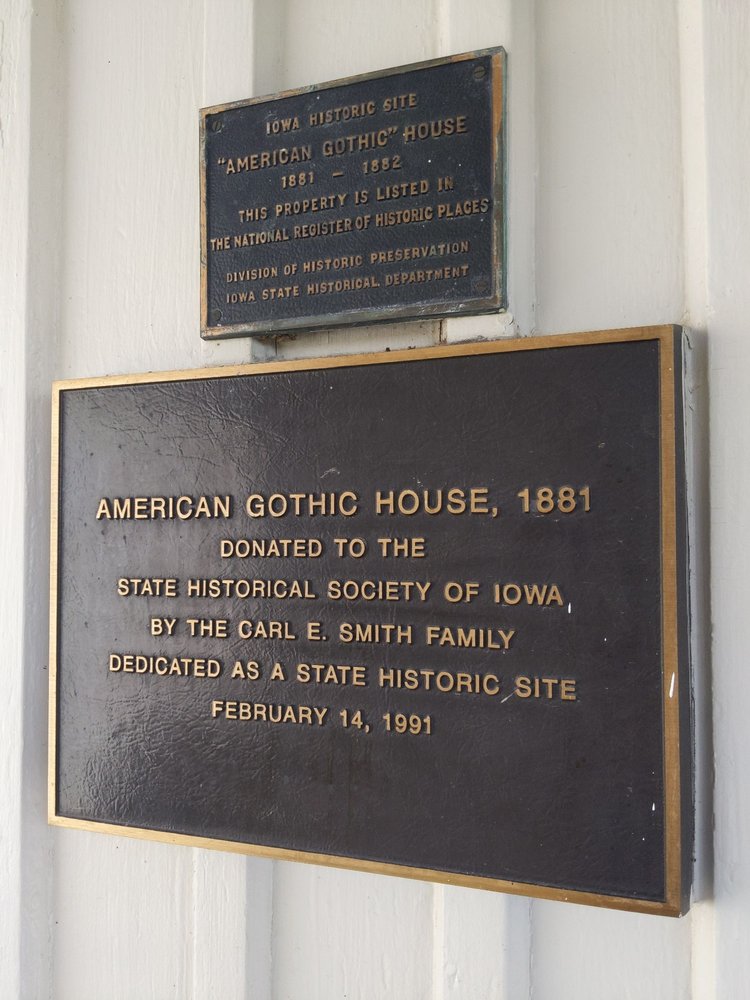 IOWA HISTORIC SITE
"AMERICAN GOTHIC" HOUSE
1881 – 1882
THIS PROPERTY IS LISTED IN
THE NATIONAL REGISTER OF HISTORIC PLACES
DIVISION OF HISTORIC PRESERVATION
IOWA STATE HISTORICAL DEPARTMENT
AMERICAN GOTHIC HOUSE, 1881
DONATED TO THE
STATE HISTORICAL SOCIETY OF IOWA
BY THE CARL E. SMITH FAMILY
DEDICATED AS A STATE HISTORIC SITE
FEBRUARY 14, 1991